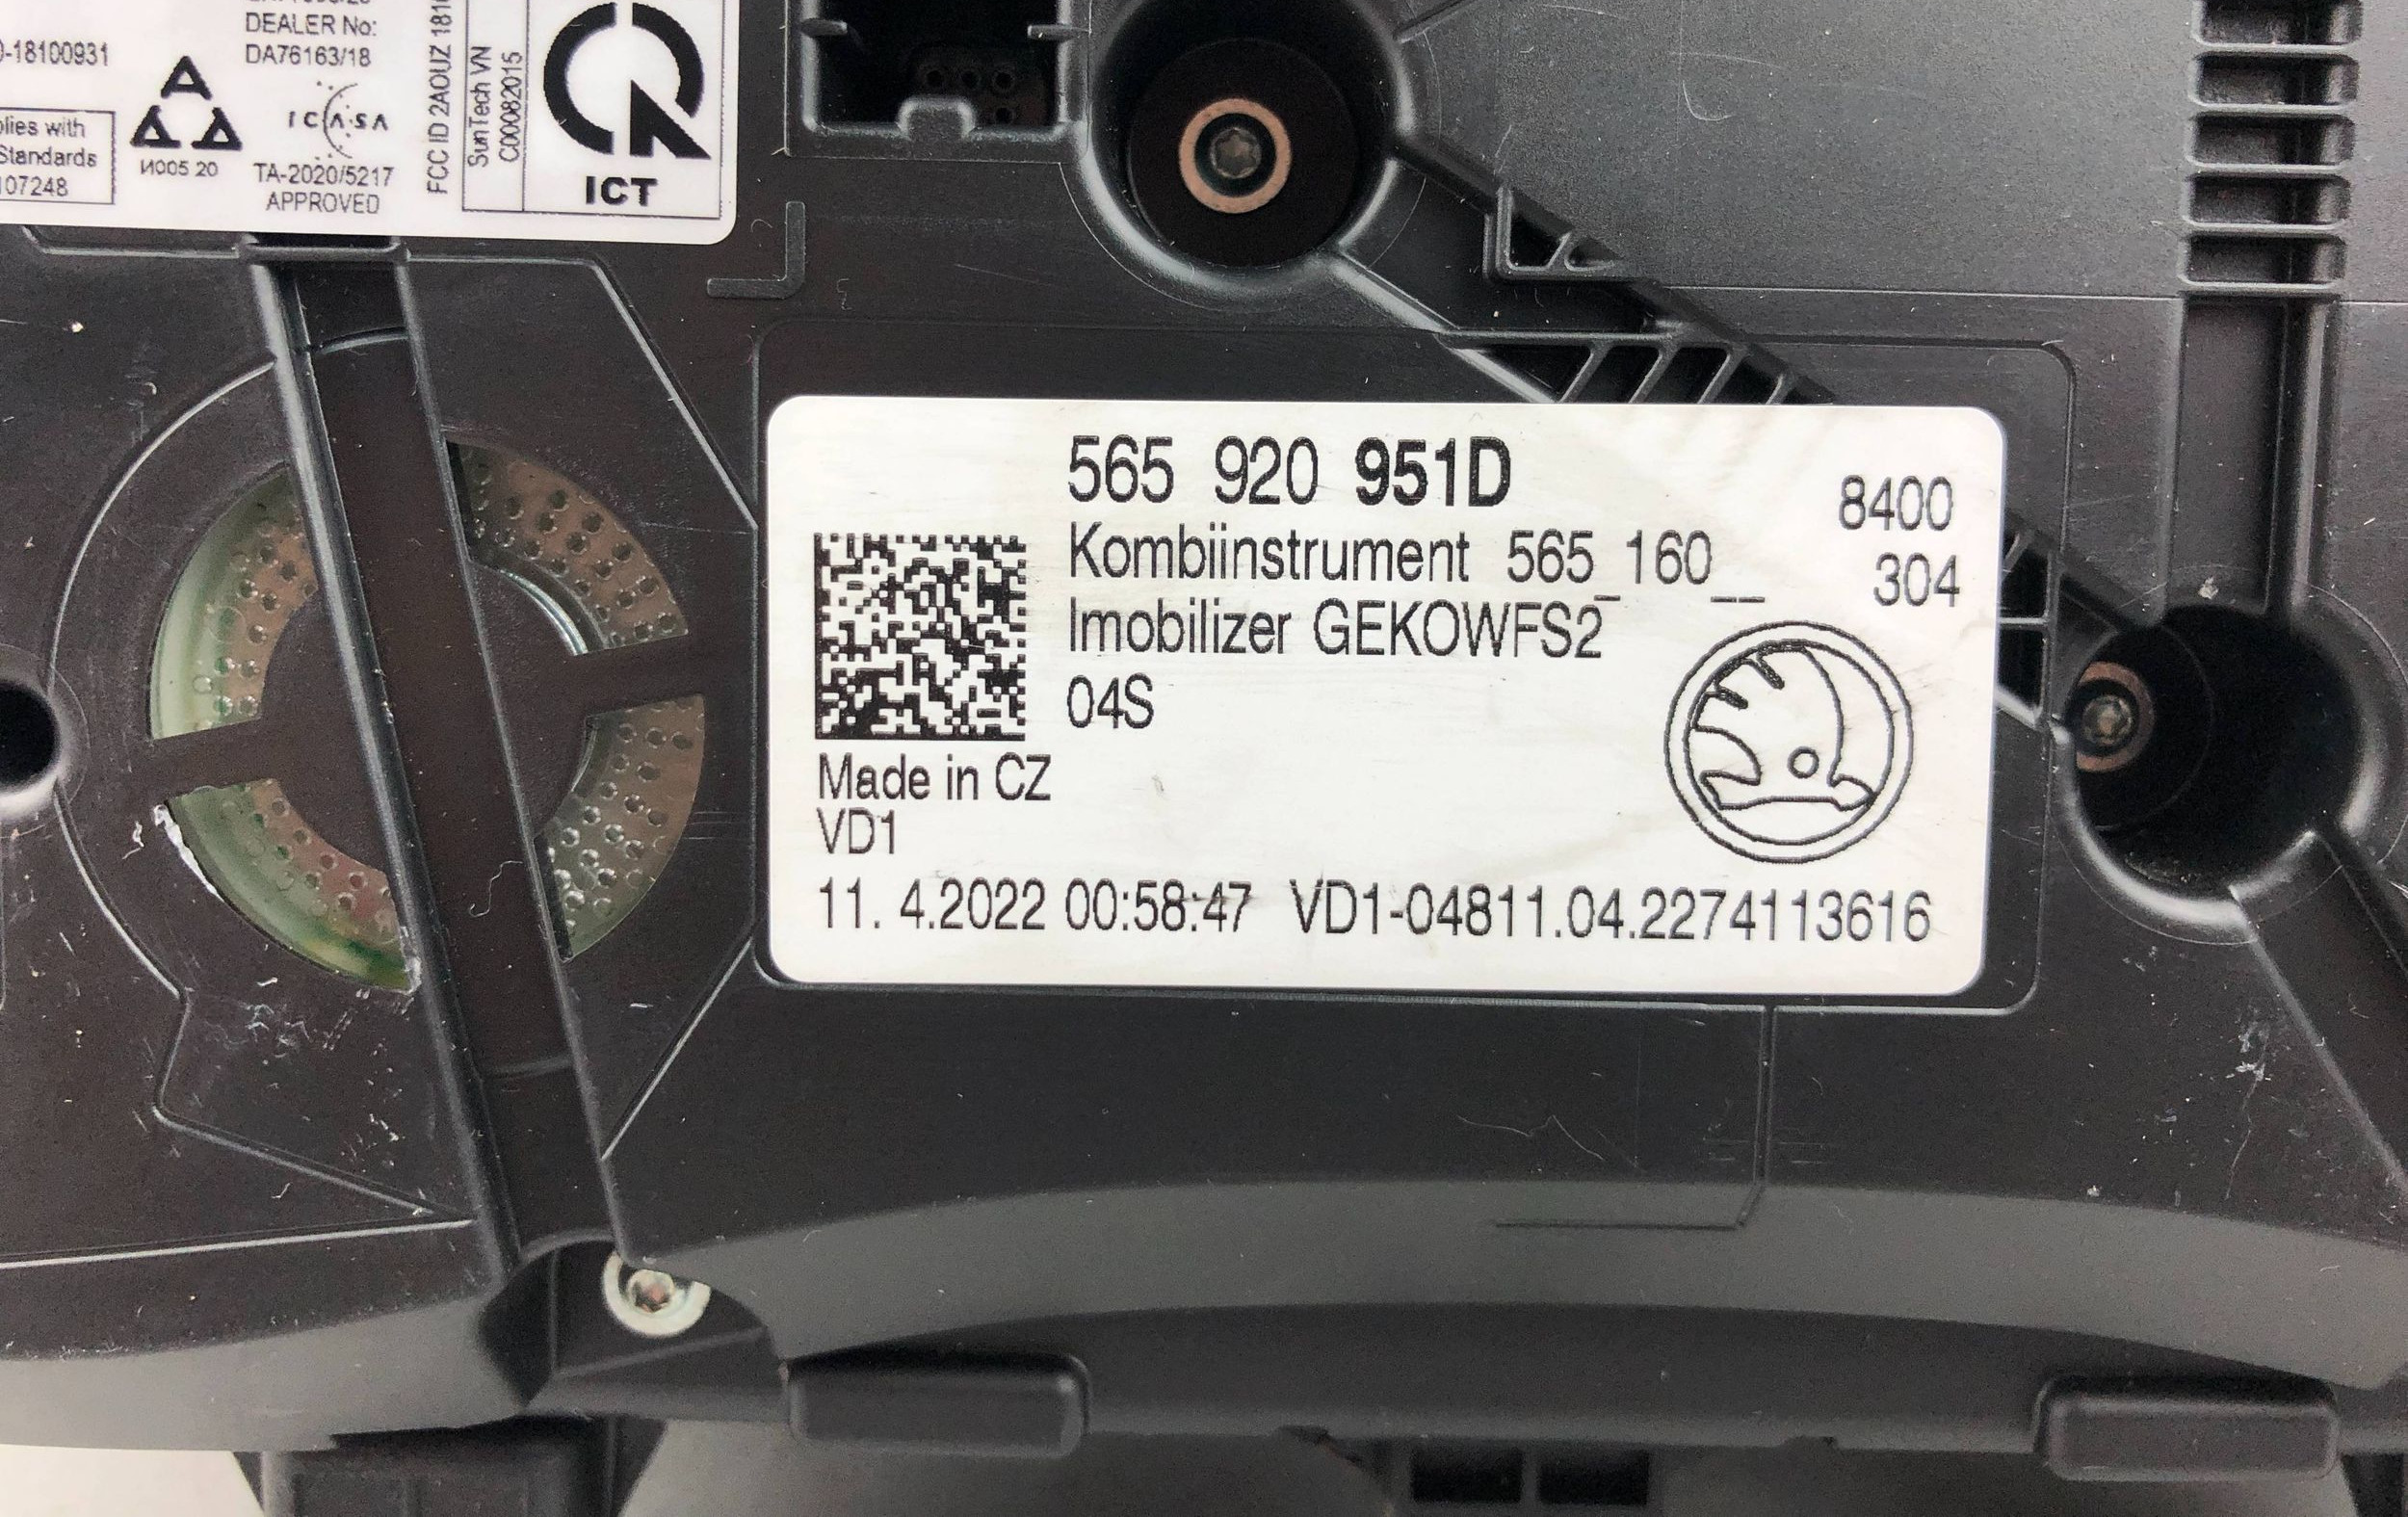 DEALER No:
DA76163/18
-18100931
ICASA
TA-2020/5217
APPROVED
lies with
Standards
107248
И005 20
FCC ID 2AOUZ 181
SunTech VN
C00082015
ICT
565 920 951D
8400
Kombiinstrument 565_160__
304
Imobilizer GEKOWFS2
04S
Made in CZ
VD1
11. 4.2022 00:58:47 VD1-04811.04.2274113616